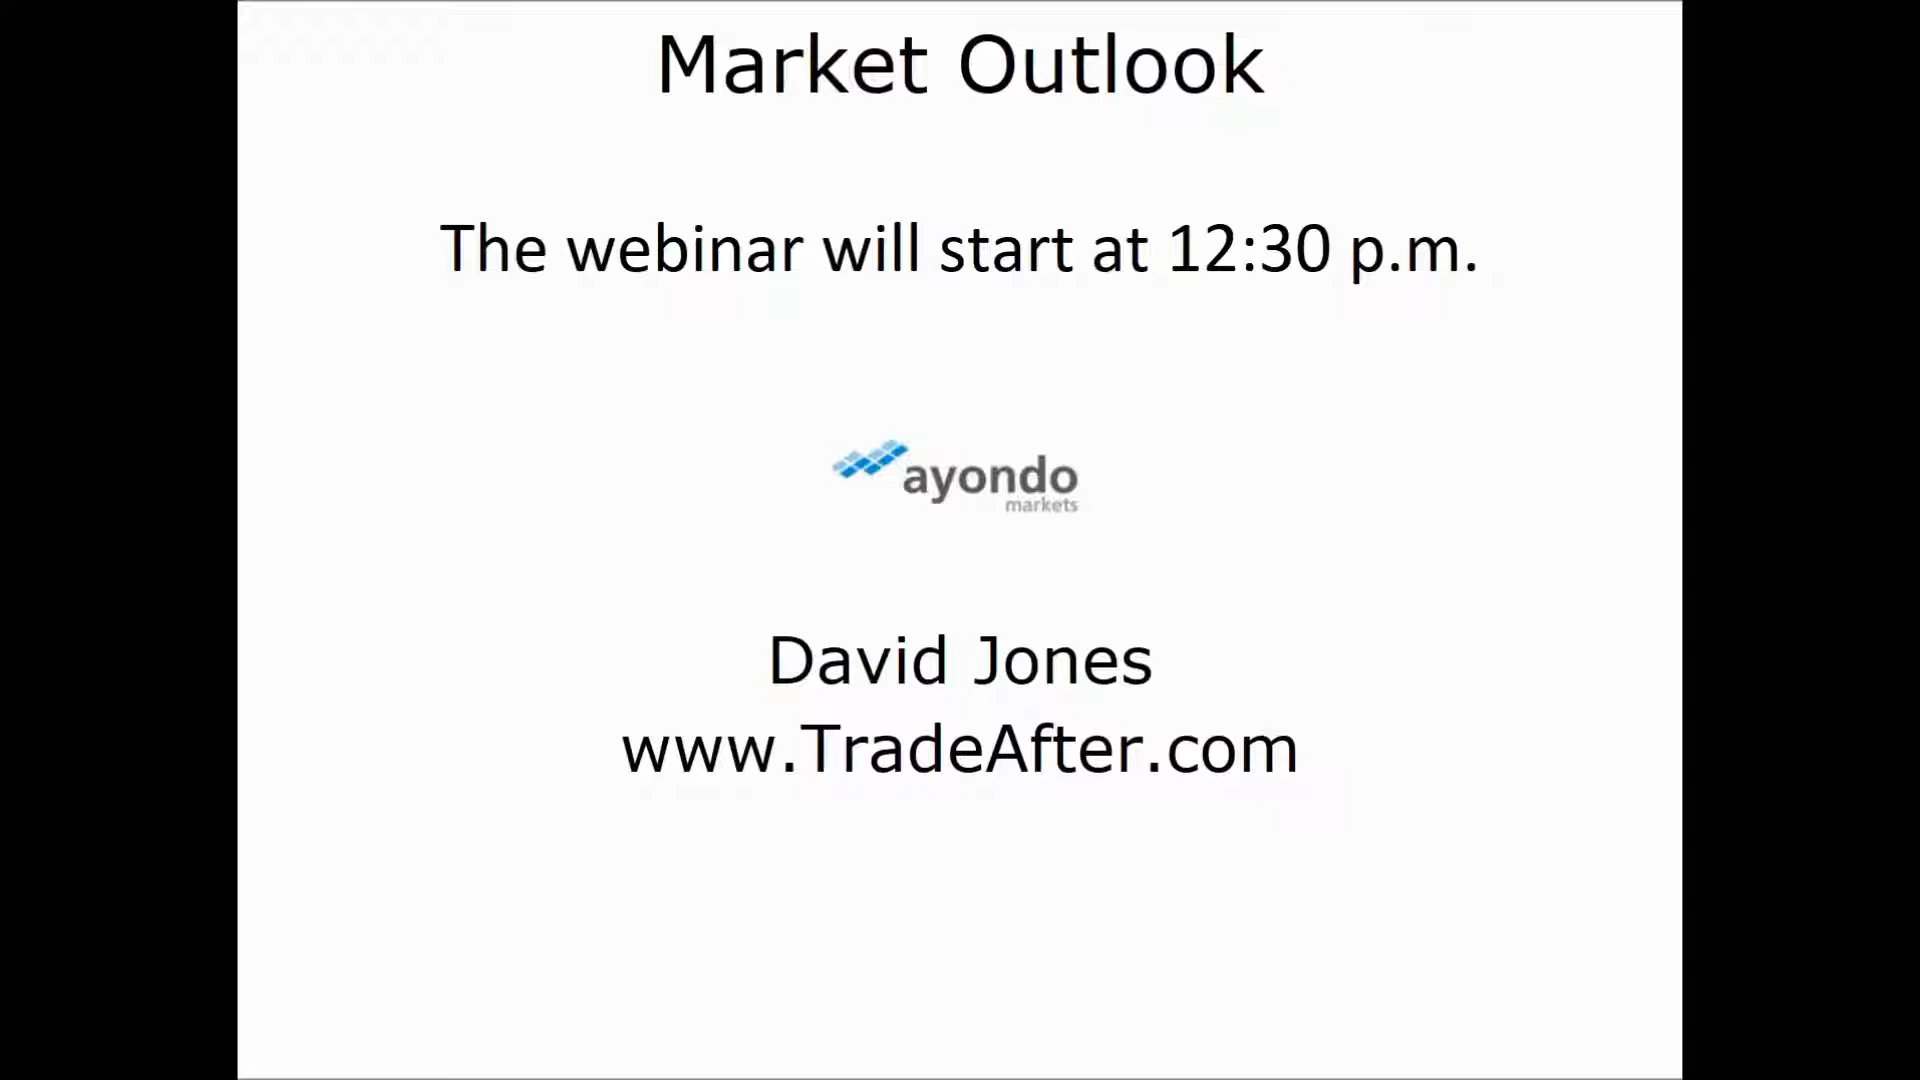 Market Outlook
The webinar will start at 12:30 p.m.
ayondo
markets
David Jones
www.TradeAfter.com